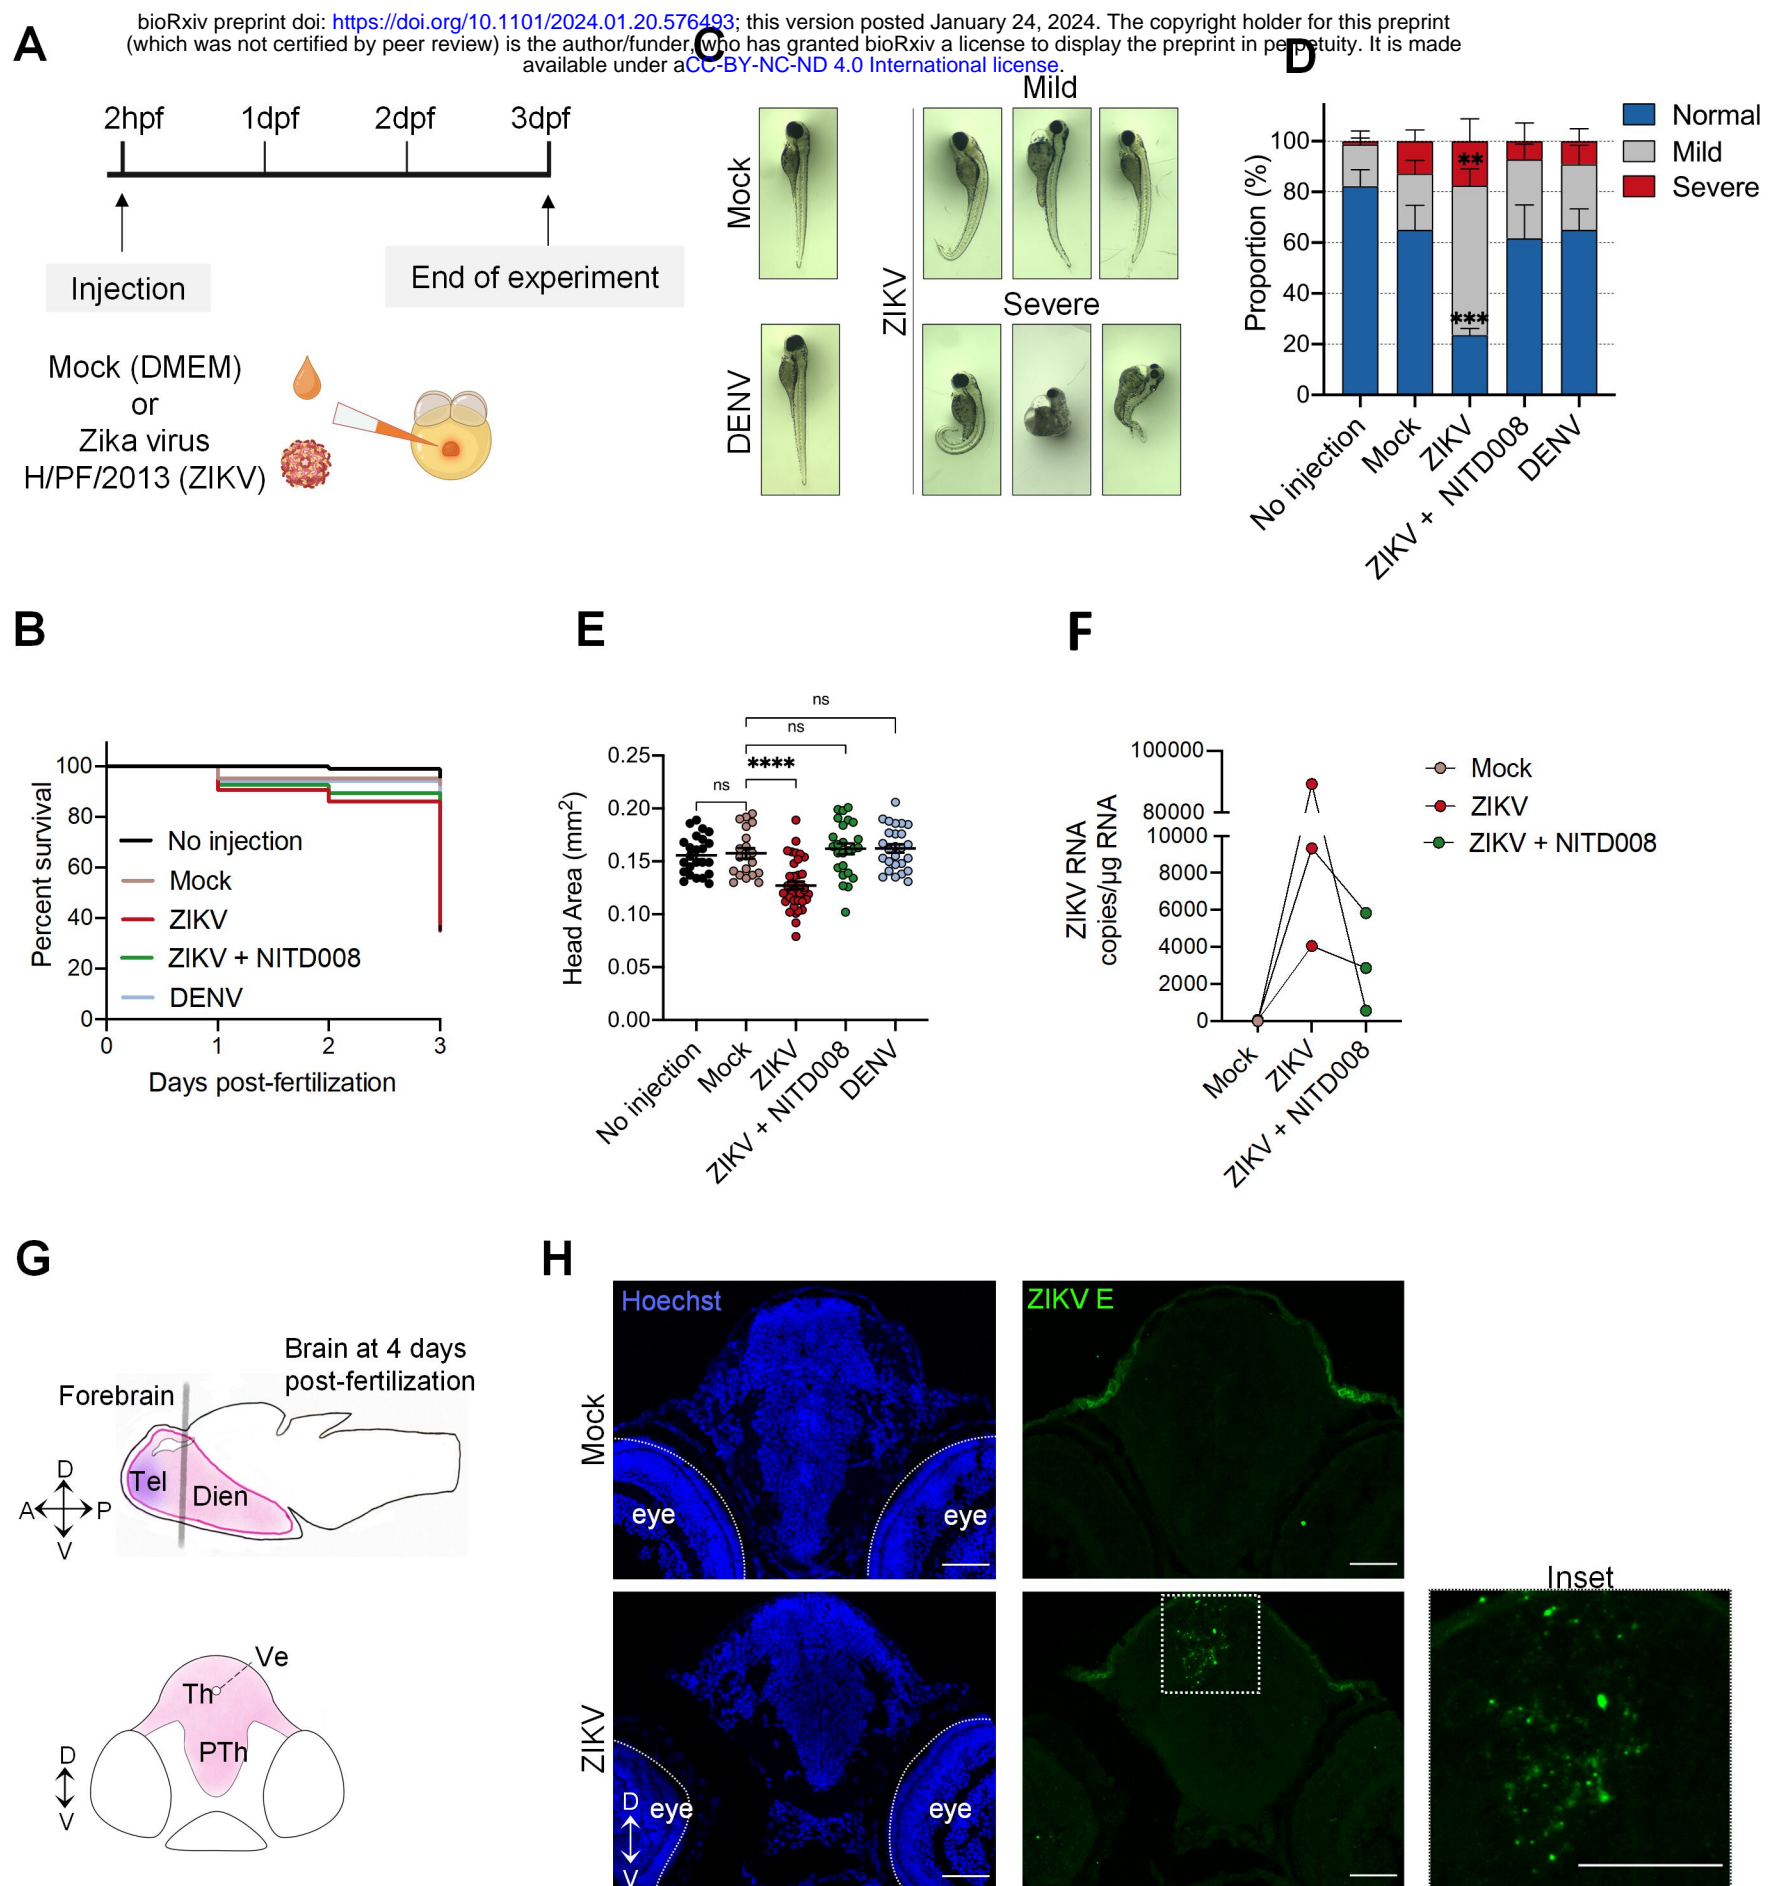 bioRxiv preprint doi: https://doi.org/10.1101/2024.01.20.576493; this version posted January 24, 2024. The copyright holder for this preprint
(which was not certified by peer review) is the author/funder, who has granted bioRxiv a license to display the preprint in perpetuity. It is made
available under aCC-BY-NC-ND 4.0 International license.
A
2hpf 1dpf 2dpf 3dpf
Injection
End of experiment
Mock (DMEM)
or
Zika virus
H/PF/2013 (ZIKV)
C
Mild
Mock
ZIKV
Severe
DENV
D
Proportion (%)
100
80
60
40
20
0
**
***
No injection
Mock
ZIKV
ZIKV + NITD008
DENV
Normal
Mild
Severe
B
Percent survival
100
80
60
40
20
0
0 1 2 3
Days post-fertilization
No injection
Mock
ZIKV
ZIKV + NITD008
DENV
E
ns
ns
****
ns
Head Area (mm2)
0.25
0.20
0.15
0.10
0.05
0.00
No injection
Mock
ZIKV
ZIKV + NITD008
DENV
F
ZIKV RNA
copies/µg RNA
100000
80000
10000
8000
6000
4000
2000
0
Mock
ZIKV
ZIKV + NITD008
Mock
ZIKV
ZIKV + NITD008
G
Brain at 4 days
post-fertilization
Forebrain
Tel
Dien
D
A P
V
Ve
Th
PTh
D
V
H
Mock
Hoechst
eye
eye
ZIKV E
ZIKV
D
V
eye
eye
Inset